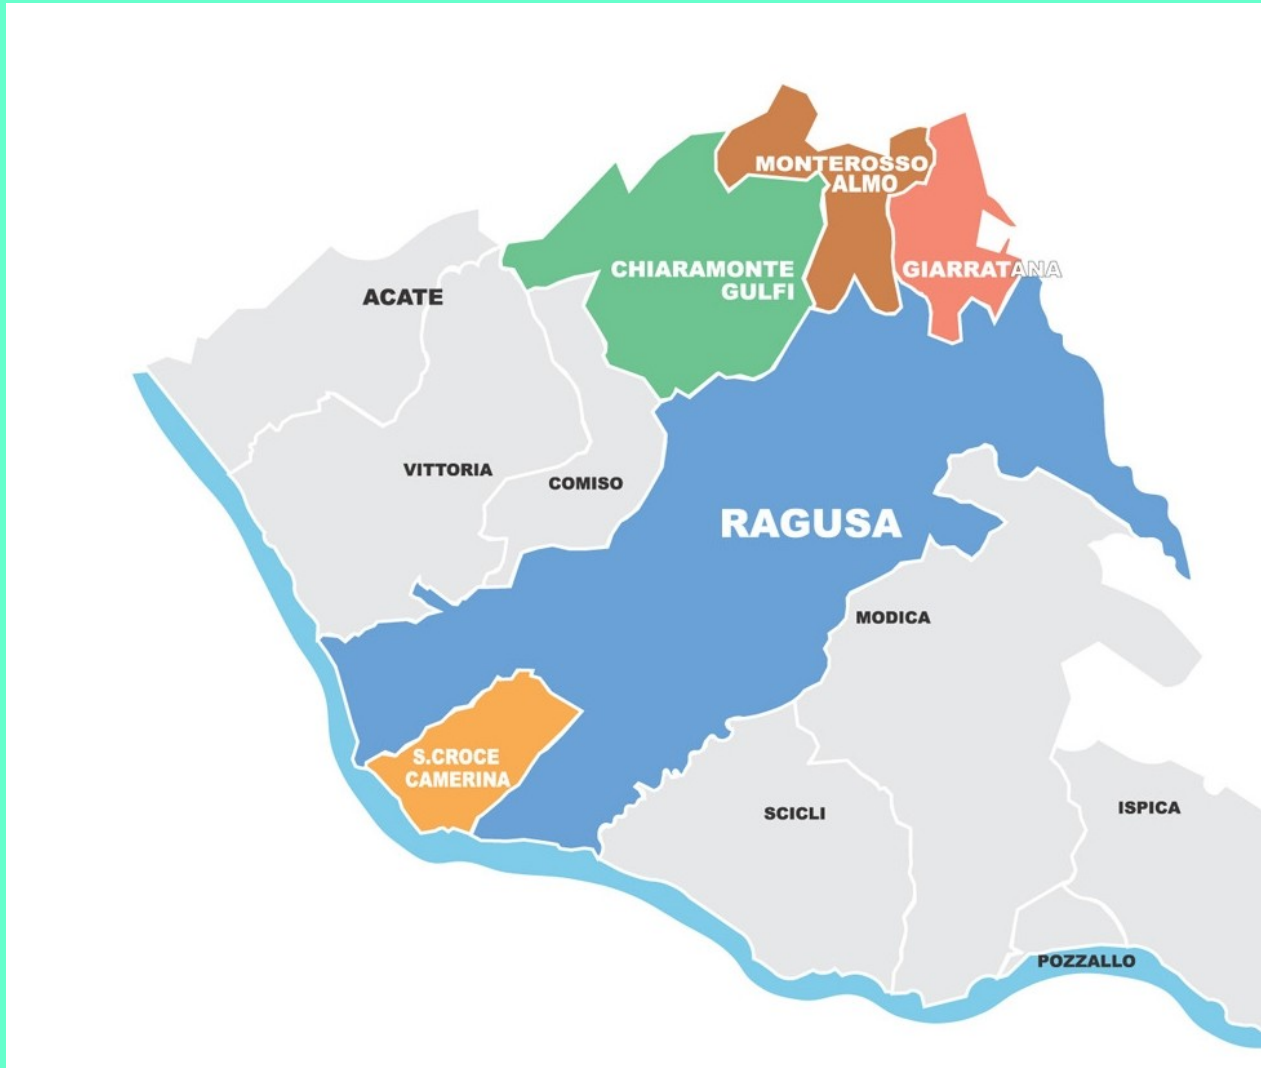 MONTEROSSO
ALMO
CHIARAMONTE
GULFI
GIARRATANA
ACATE
VITTORIA
COMISO
RAGUSA
MODICA
S.CROCE
CAMERINA
SCICLI
ISPICA
POZZALLO